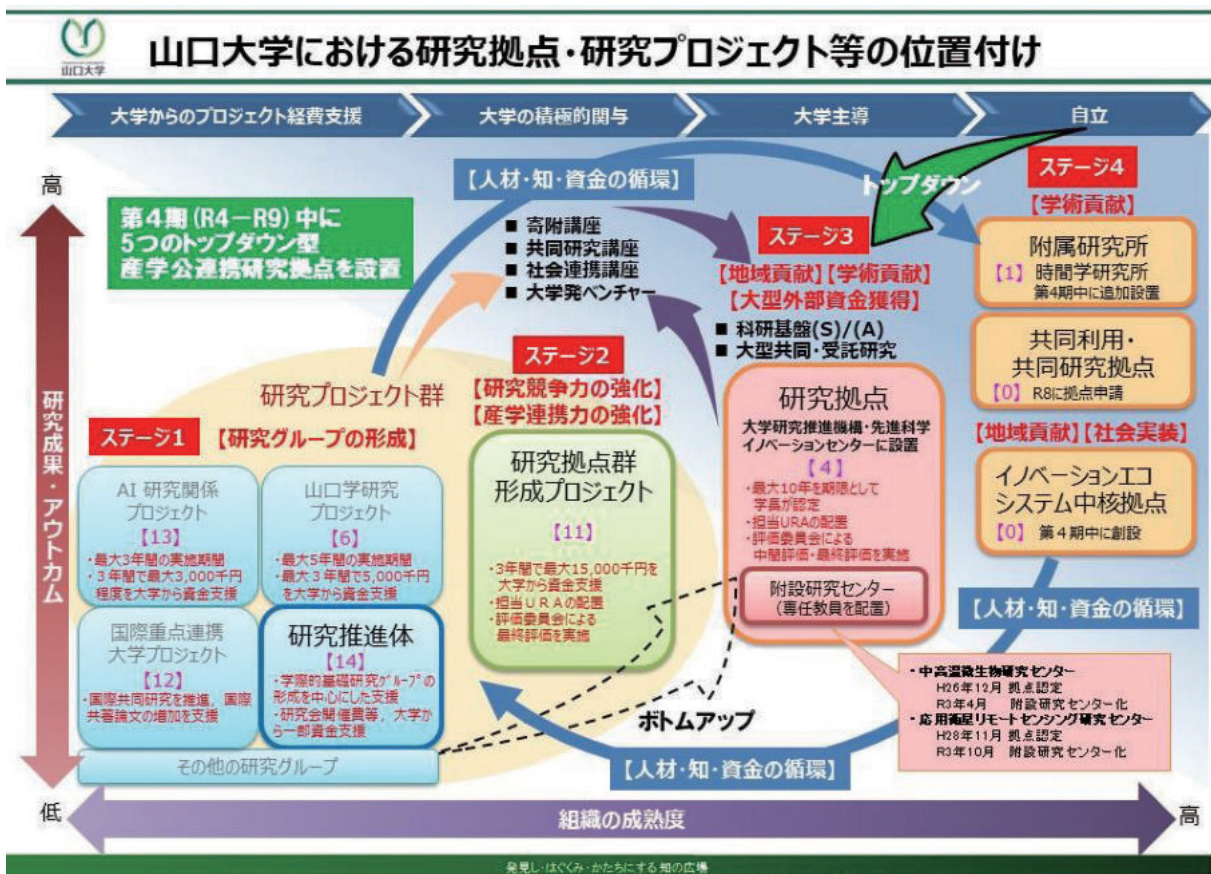 山口大学
山口大学における研究拠点・研究プロジェクト等の位置付け
大学からのプロジェクト経費支援
大学の積極的関与
大学主導
自立
高
研究成果・アウトカム
低
第4期(R4－R9)中に
5つのトップダウン型
産学公連携研究拠点を設置
【人材・知・資金の循環】
■ 寄附講座
■ 共同研究講座
■ 社会連携講座
■ 大学発ベンチャー
トップダウン
研究プロジェクト群
ステージ1
【研究グループの形成】
AI 研究関係
プロジェクト
【13】
・最大3年間の実施期間
・３年間で最大3,000千円
程度を大学から資金支援
山口学研究
プロジェクト
【6】
・最大5年間の実施期間
・最大３年間で5,000千円
を大学から資金支援
国際重点連携
大学プロジェクト
【12】
・国際共同研究を推進，国際
共著論文の増加を支援
研究推進体
【14】
・学際的基礎研究ｸﾞﾙｰﾌﾟの
形成を中心にした支援
・研究会開催費等，大学か
ら一部資金支援
その他の研究グループ
ステージ2
【研究競争力の強化】
【産学連携力の強化】
研究拠点群
形成プロジェクト
【11】
・3年間で最大15,000千円を
大学から資金支援
・担当ＵＲＡの配置
・評価委員会による
最終評価を実施
ステージ3
【地域貢献】【学術貢献】
【大型外部資金獲得】
■ 科研基盤(S)/(A)
■ 大型共同・受託研究
研究拠点
大学研究推進機構・先進科学
イノベーションセンターに設置
【4】
・最大10年を期限として
学長が認定
・担当URAの配置
・評価委員会による
中間評価・最終評価を実施
附設研究センター
（専任教員を配置）
ステージ4
【学術貢献】
附属研究所
【1】 時間学研究所
第4期中に追加設置
共同利用・
共同研究拠点
【0】 R8に拠点申請
【地域貢献】【社会実装】
イノベーションエコ
システム中核拠点
【0】 第４期中に創設
【人材・知・資金の循環】
・中高温微生物研究センター
H26年12月 拠点認定
R3年4月 附設研究センター化
・応用衛星リモートセンシング研究センター
H28年11月 拠点認定
R3年10月 附設研究センター化
ボトムアップ
【人材・知・資金の循環】
組織の成熟度
高
発見し・はぐくみ・かたちにする 知の広場